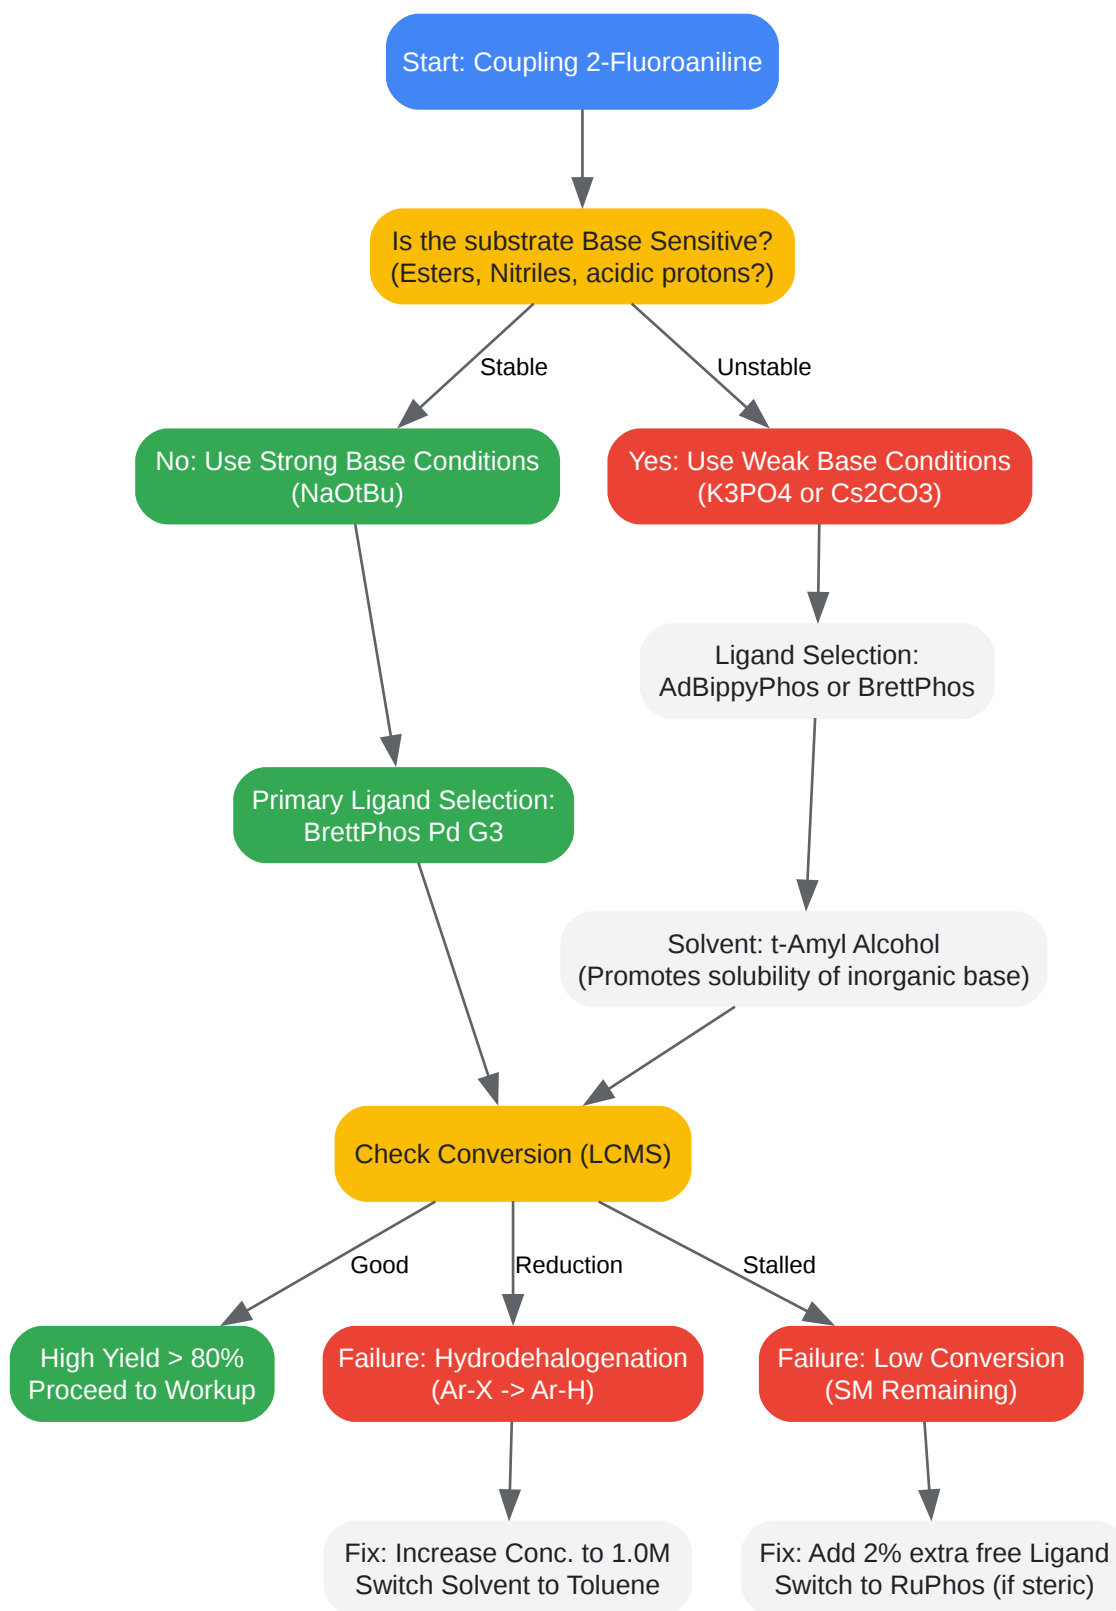 Start: Coupling 2-Fluoroaniline
Is the substrate Base Sensitive?
(Esters, Nitriles, acidic protons?)
Stable
Unstable
No: Use Strong Base Conditions
(NaOtBu)
Yes: Use Weak Base Conditions
(K3PO4 or Cs2CO3)
Ligand Selection:
AdBippyPhos or BrettPhos
Primary Ligand Selection:
BrettPhos Pd G3
Solvent: t-Amyl Alcohol
(Promotes solubility of inorganic base)
Check Conversion (LCMS)
Good
Reduction
Stalled
High Yield > 80%
Proceed to Workup
Failure: Hydrodehalogenation
(Ar-X -> Ar-H)
Failure: Low Conversion
(SM Remaining)
Fix: Increase Conc. to 1.0M
Switch Solvent to Toluene
Fix: Add 2% extra free Ligand
Switch to RuPhos (if steric)